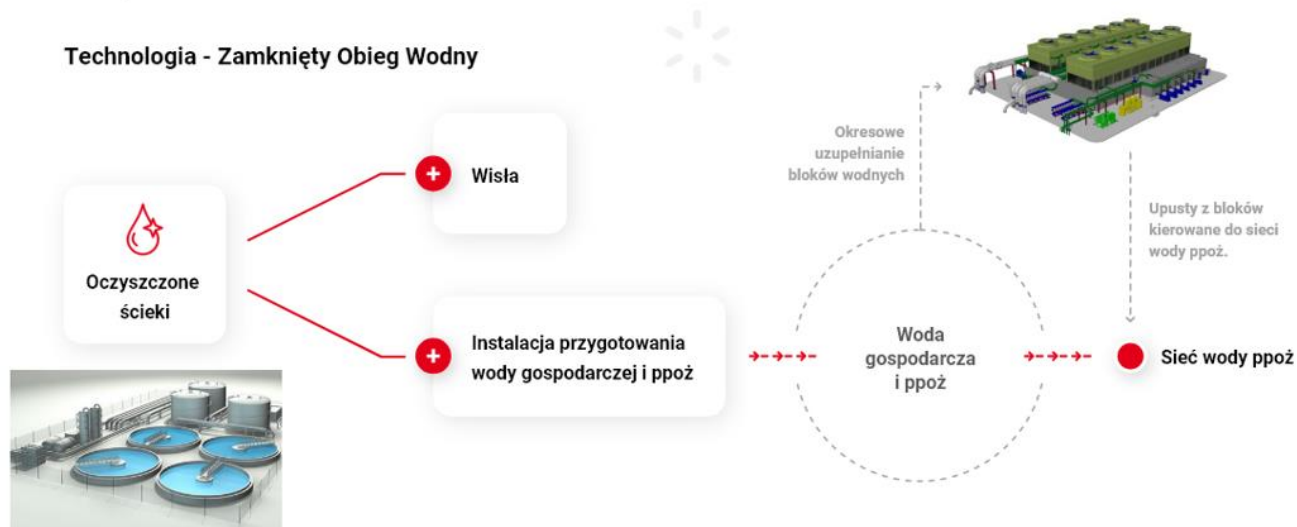 Technologia - Zamknięty Obieg Wodny
Okresowe
uzupełnianie
bloków wodnych
Wisła
Upusty z bloków
kierowane do sieci
wody ppoż.
Oczyszczone
ścieki
Instalacja przygotowania
wody gospodarczej i ppoż
Woda
gospodarcza
i ppoż
Sieć wody ppoż